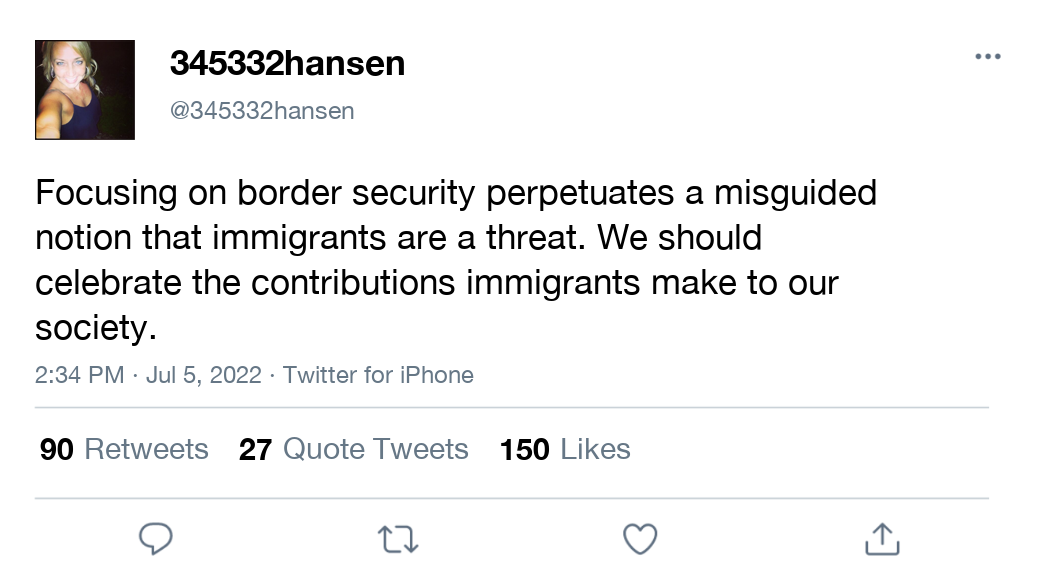 345332hansen
@345332hansen
Focusing on border security perpetuates a misguided
notion that immigrants are a threat. We should
celebrate the contributions immigrants make to our
society.
2:34 PM · Jul 5, 2022 · Twitter for iPhone
90 Retweets 27 Quote Tweets 150 Likes